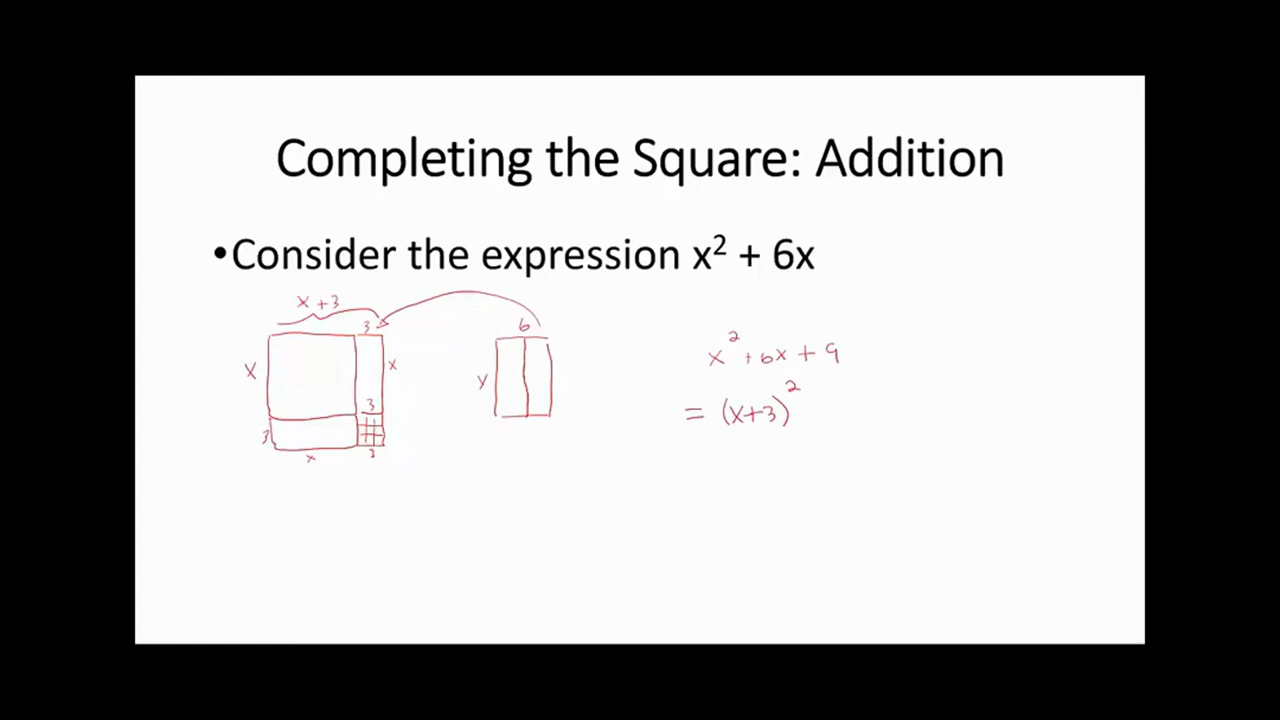 Completing the Square: Addition
•Consider the expression x² + 6x
x+3
3
6
x
x
y
x² + 6x + 9
= (x+3)²
3
3
x
3